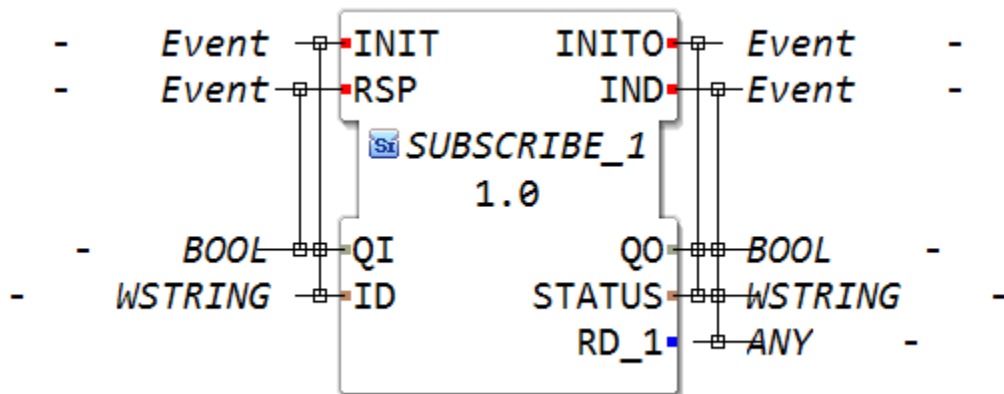 - Event INIT INITO Event -
- Event RSP IND Event -
Si SUBSCRIBE_1
1.0
- BOOL QI QO BOOL -
- WSTRING ID STATUS WSTRING -
RD_1 ANY -